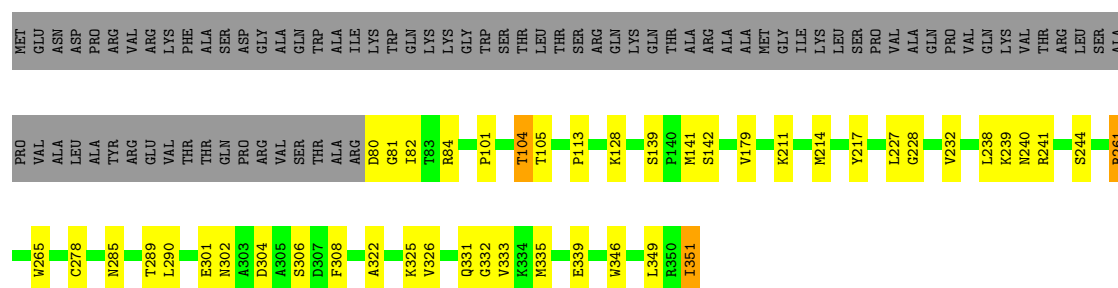 MET GLU ASN ASP PRO ARG VAL ARG LYS PHE ALA SER ASP GLY ALA GLN TRP ALA ILE LYS TRP GLN LYS LYS GLY TRP SER THR LEU THR SER ARG GLN LYS GLN THR ALA ARG ALA ALA MET GLY ILE LYS LEU SER PRO VAL ALA GLN PRO VAL GLN LYS VAL THR ARG LEU SER ALA
PRO VAL ALA LEU ALA TYR ARG GLU VAL THR THR GLN PRO ARG VAL SER THR ALA ARG D80 G81 I82 T83 R84 P101 T104 T105 P113 K128 S139 P140 M141 S142 V179 K211 M214 Y217 L227 G228 V232 L238 K239 N240 R241 S244
W265 C278 N285 T289 L290 E301 N302 A303 D304 A305 S306 D307 F308 A322 K325 V326 Q331 G332 V333 K334 M335 E339 W346 L349 R350 I351